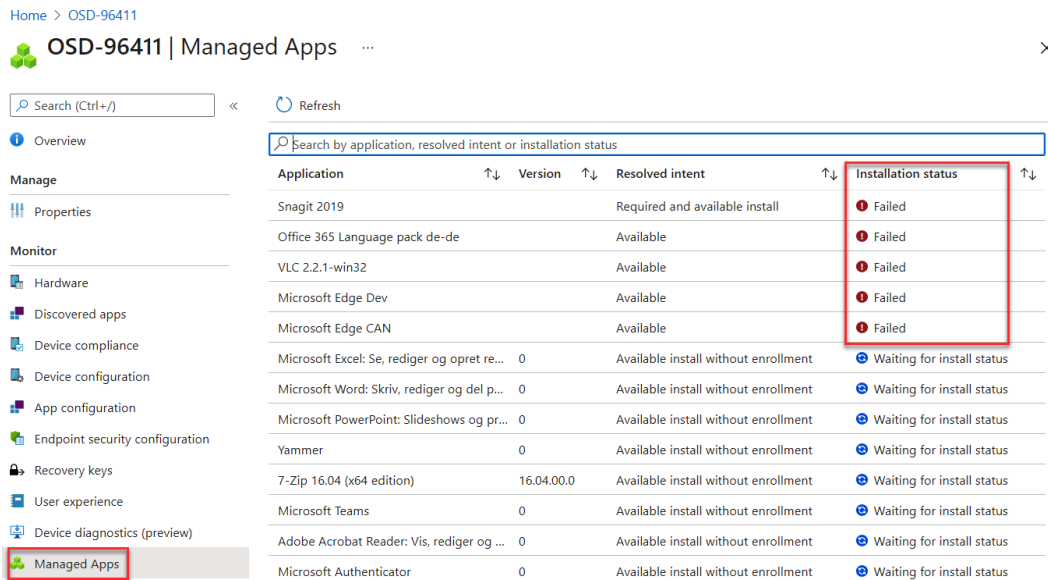 Home > OSD-96411
OSD-96411 | Managed Apps ...
Search (Ctrl+/)
«
Refresh
Overview
Search by application, resolved intent or installation status
Manage
Application Version Resolved intent Installation status
Properties
Snagit 2019 Required and available install Failed
Office 365 Language pack de-de Available Failed
Monitor
VLC 2.2.1-win32 Available Failed
Hardware
Microsoft Edge Dev Available Failed
Discovered apps
Microsoft Edge CAN Available Failed
Device compliance
Microsoft Excel: Se, rediger og opret re... 0 Available install without enrollment Waiting for install status
Device configuration
Microsoft Word: Skriv, rediger og del p... 0 Available install without enrollment Waiting for install status
App configuration
Microsoft PowerPoint: Slideshows og pr... 0 Available install without enrollment Waiting for install status
Endpoint security configuration
Yammer 0 Available install without enrollment Waiting for install status
Recovery keys
7-Zip 16.04 (x64 edition) 16.04.00.0 Available install without enrollment Waiting for install status
User experience
Microsoft Teams 0 Available install without enrollment Waiting for install status
Device diagnostics (preview)
Adobe Acrobat Reader: Vis, rediger og ... 0 Available install without enrollment Waiting for install status
Managed Apps
Microsoft Authenticator 0 Available install without enrollment Waiting for install status